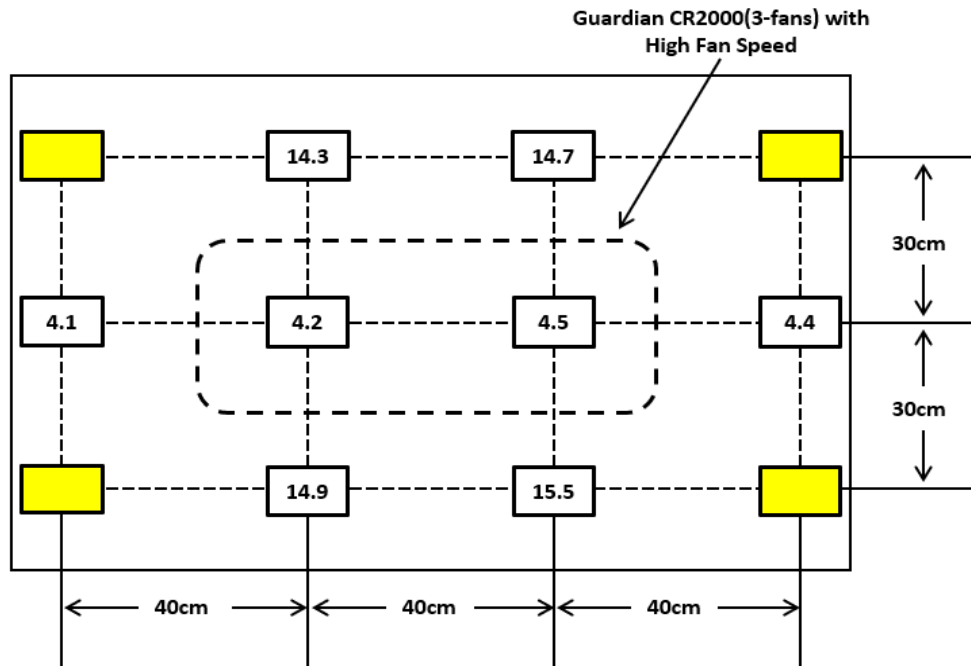 Guardian CR2000(3-fans) with
High Fan Speed
14.3 14.7
30cm
4.1 4.2 4.5 4.4
30cm
14.9 15.5
40cm 40cm 40cm